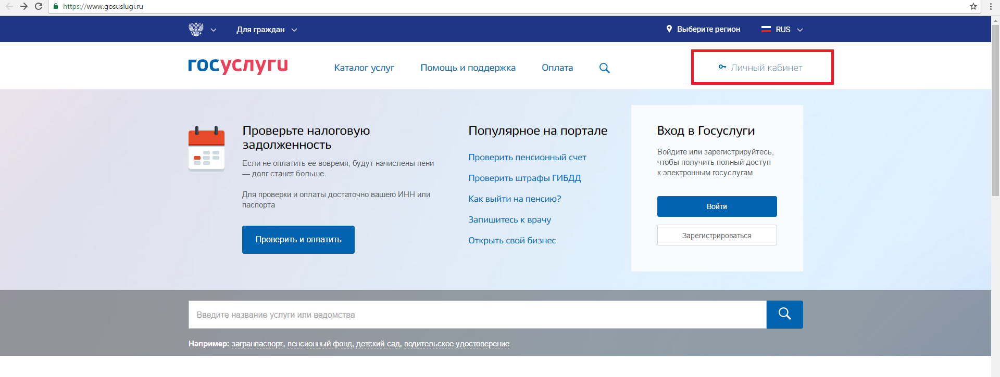 https://www.gosuslugi.ru
Для граждан
Выберите регион
RUS
госуслуги
Каталог услуг
Помощь и поддержка
Оплата
Личный кабинет
Проверьте налоговую
задолженность
Если не оплатить ее вовремя, будут начислены пени
— долг станет больше.
Для проверки и оплаты достаточно вашего ИНН или
паспорта
Проверить и оплатить
Популярное на портале
Проверить пенсионный счет
Проверить штрафы ГИБДД
Как выйти на пенсию?
Запишитесь к врачу
Открыть свой бизнес
Вход в Госуслуги
Войдите или зарегистрируйтесь,
чтобы получить полный доступ
к электронным госуслугам
Войти
Зарегистрироваться
Введите название услуги или ведомства
Например: загранпаспорт, пенсионный фонд, детский сад, водительское удостоверение